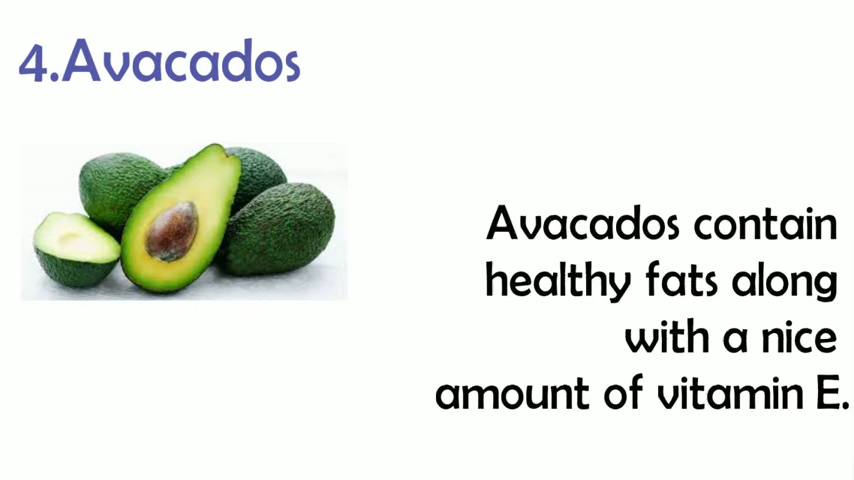 4.Avacados
Avacados contain
healthy fats along
with a nice
amount of vitamin E.